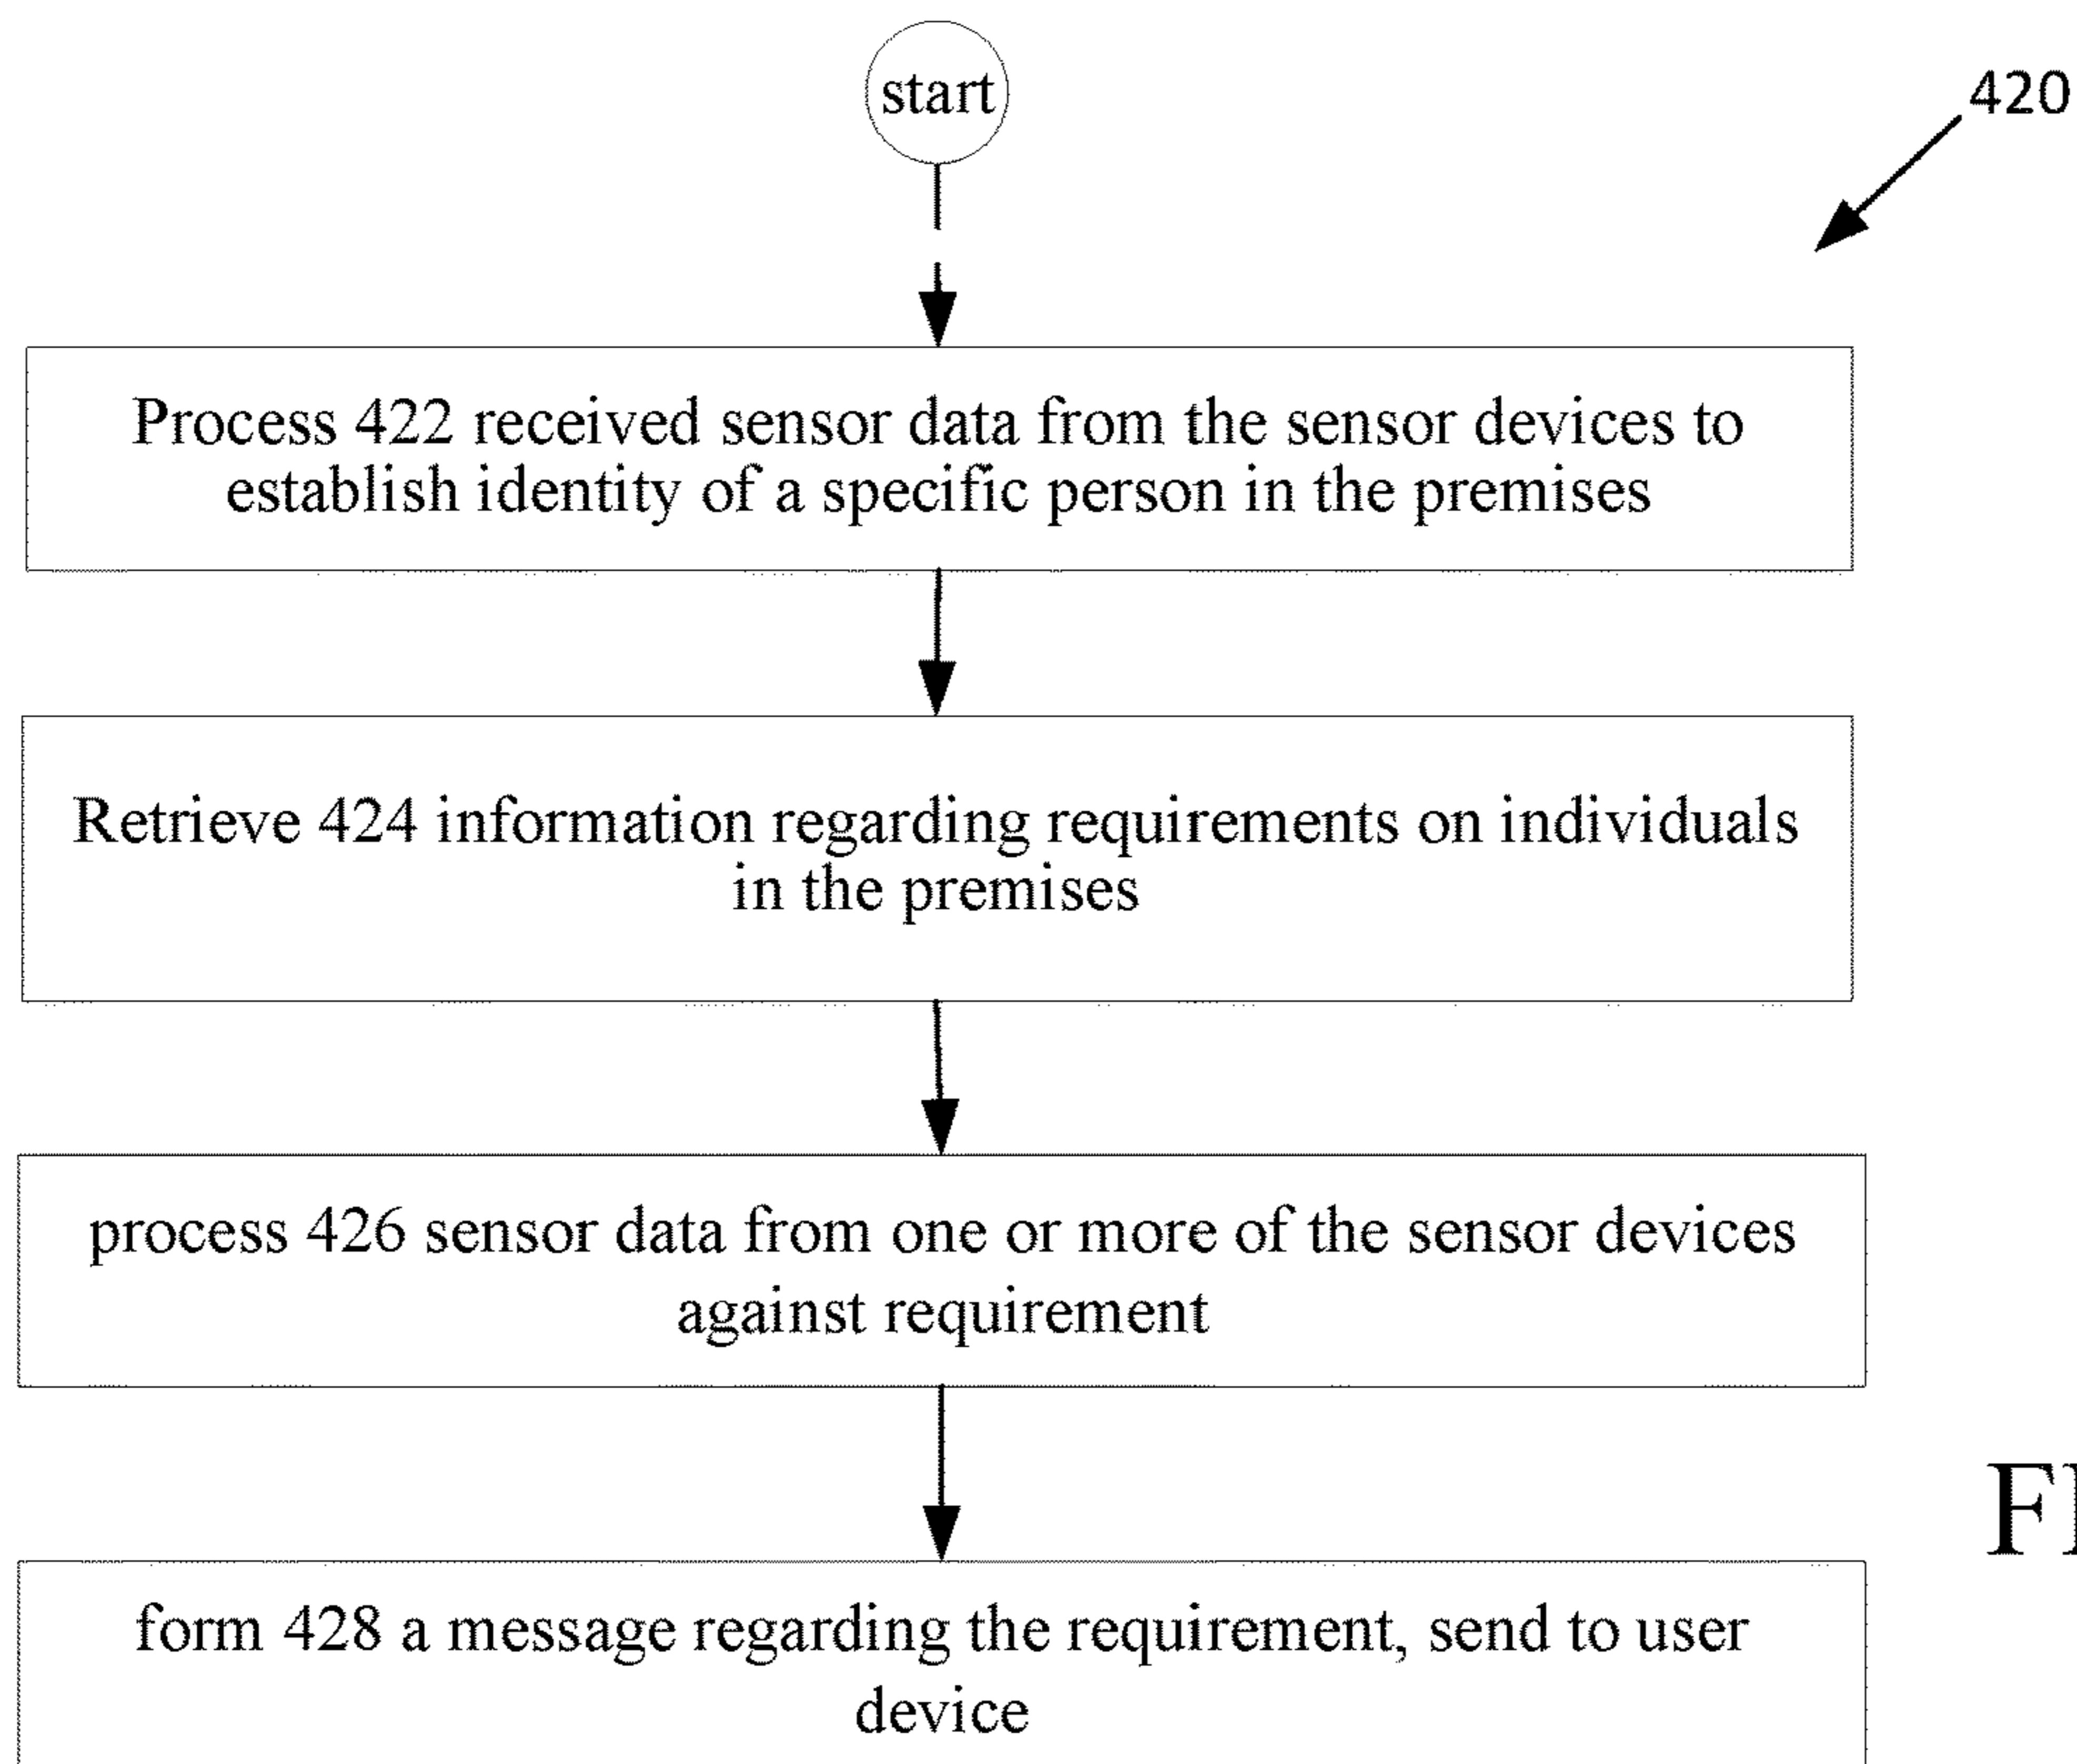 start
420
Process 422 received sensor data from the sensor devices to
establish identity of a specific person in the premises
Retrieve 424 information regarding requirements on individuals
in the premises
process 426 sensor data from one or more of the sensor devices
against requirement
form 428 a message regarding the requirement, send to user
device